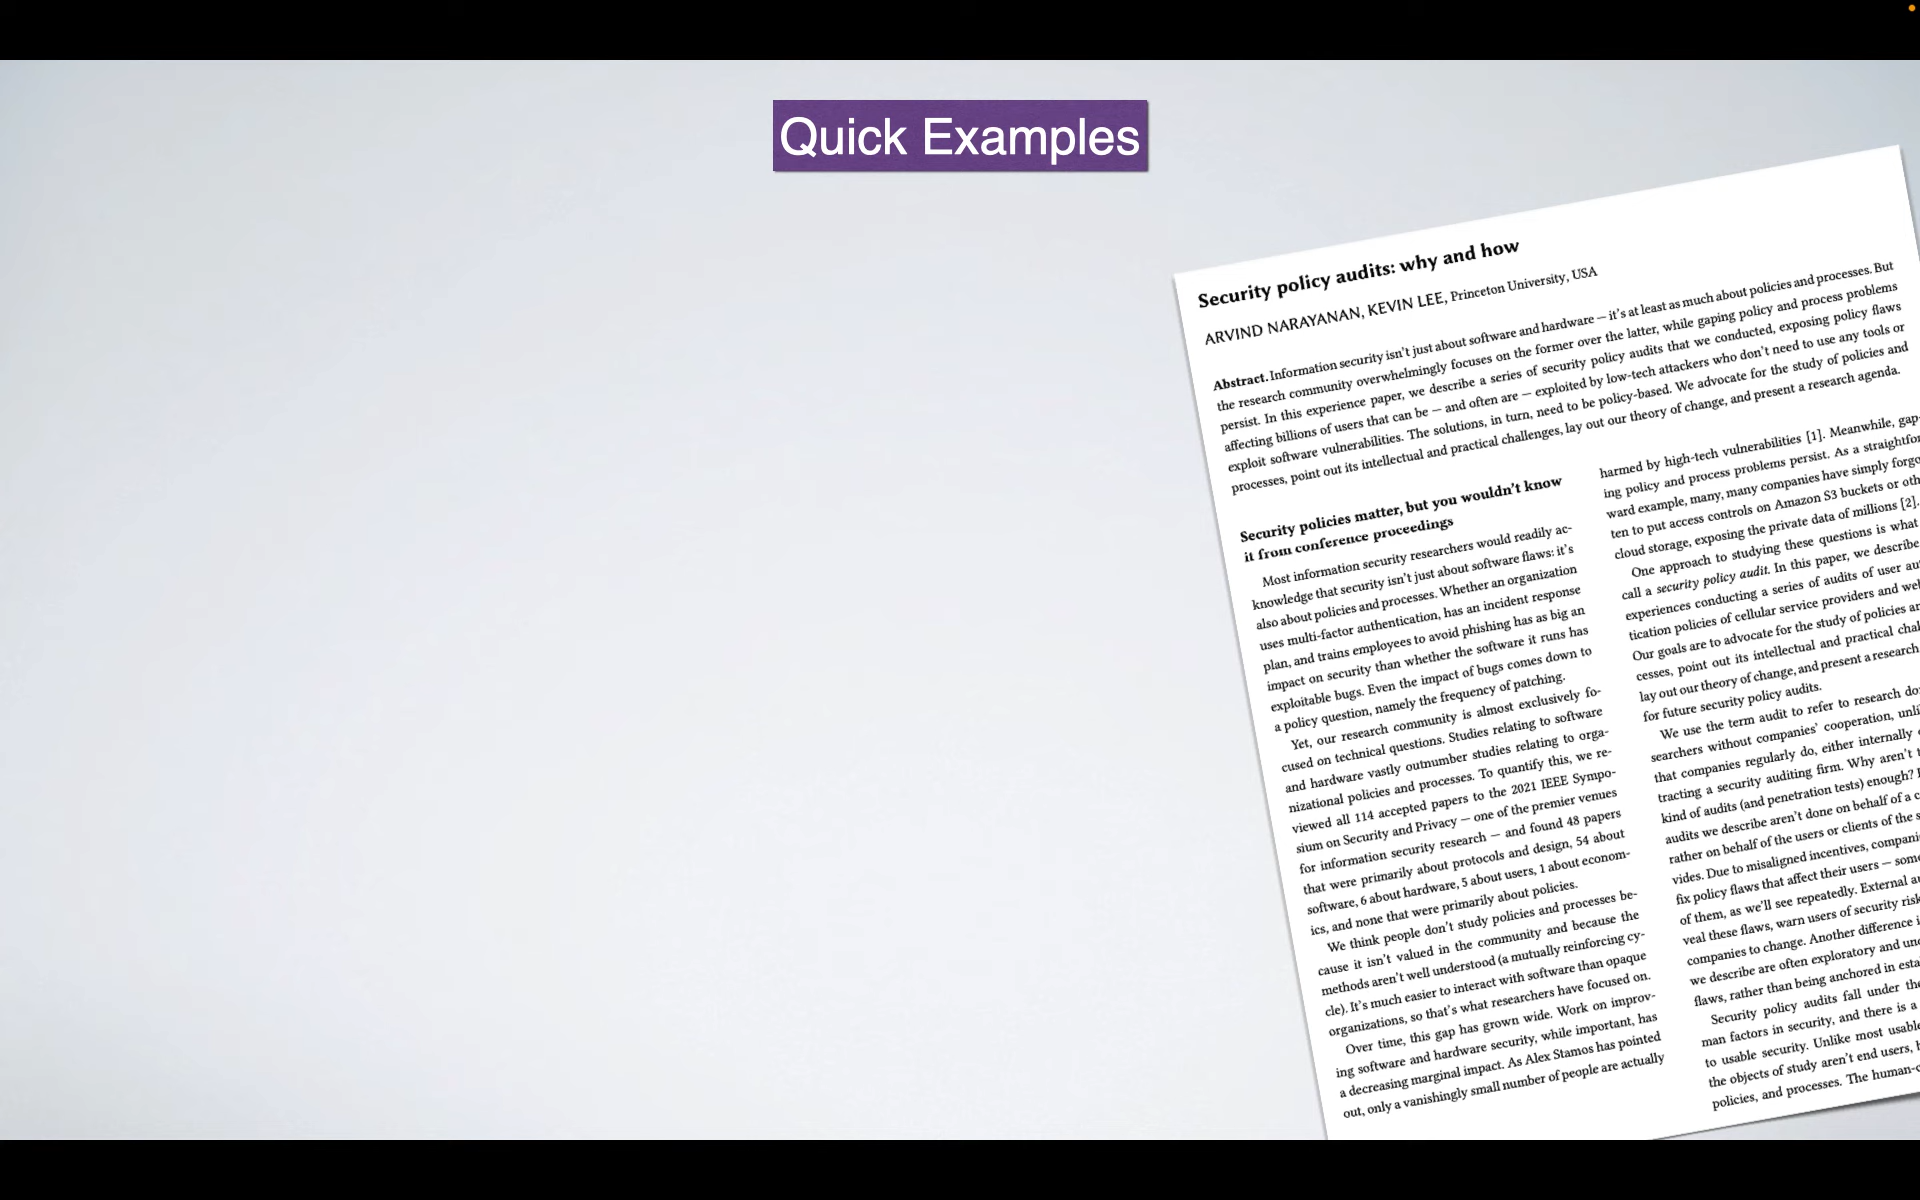 Quick Examples
Security policy audits: why and how
ARVIND NARAYANAN, KEVIN LEE, Princeton University, USA
Abstract. Information security isn't just about software and hardware — it's at least as much about policies and processes. But
the research community overwhelmingly focuses on the former over the latter, while gaping policy and process problems
persist. In this experience paper, we describe a series of security policy audits that we conducted, exposing policy flaws
affecting billions of users that can be — and often are — exploited by low-tech attackers who don't need to use any tools or
exploit software vulnerabilities. The solutions, in turn, need to be policy-based. We advocate for the study of policies and
processes, point out its intellectual and practical challenges, lay out our theory of change, and present a research agenda.
Security policies matter, but you wouldn't know
it from conference proceedings
Most information security researchers would readily ac-
knowledge that security isn't just about software flaws: it's
also about policies and processes. Whether an organization
uses multi-factor authentication, has an incident response
plan, and trains employees to avoid phishing has as big an
impact on security than whether the software it runs has
exploitable bugs. Even the impact of bugs comes down to
a policy question, namely the frequency of patching.
Yet, our research community is almost exclusively fo-
cused on technical questions. Studies relating to software
and hardware vastly outnumber studies relating to orga-
nizational policies and processes. To quantify this, we re-
viewed all 114 accepted papers to the 2021 IEEE Sympo-
sium on Security and Privacy — one of the premier venues
for information security research — and found 48 papers
that were primarily about protocols and design, 54 about
software, 6 about hardware, 5 about users, 1 about econom-
ics, and none that were primarily about policies.
We think people don't study policies and processes be-
cause it isn't valued in the community and because the
methods aren't well understood (a mutually reinforcing cy-
cle). It's much easier to interact with software than opaque
organizations, so that's what researchers have focused on.
Over time, this gap has grown wide. Work on improv-
ing software and hardware security, while important, has
a decreasing marginal impact. As Alex Stamos has pointed
out, only a vanishingly small number of people are actually
harmed by high-tech vulnerabilities [1]. Meanwhile, gap-
ing policy and process problems persist. As a straightfor
ward example, many, many companies have simply forgo
ten to put access controls on Amazon S3 buckets or oth
cloud storage, exposing the private data of millions [2].
One approach to studying these questions is what
call a security policy audit. In this paper, we describe
experiences conducting a series of audits of user au
tication policies of cellular service providers and we
Our goals are to advocate for the study of policies a
cesses, point out its intellectual and practical chal
lay out our theory of change, and present a research
for future security policy audits.
We use the term audit to refer to research do
searchers without companies' cooperation, unli
that companies regularly do, either internally
tracting a security auditing firm. Why aren't t
kind of audits (and penetration tests) enough?
audits we describe aren't done on behalf of a c
rather on behalf of the users or clients of the s
vides. Due to misaligned incentives, compani
fix policy flaws that affect their users — som
of them, as we'll see repeatedly. External a
veal these flaws, warn users of security risk
companies to change. Another difference i
we describe are often exploratory and un
flaws, rather than being anchored in esta
Security policy audits fall under the
man factors in security, and there is a
to usable security. Unlike most usabl
the objects of study aren't end users,
policies, and processes. The human-c